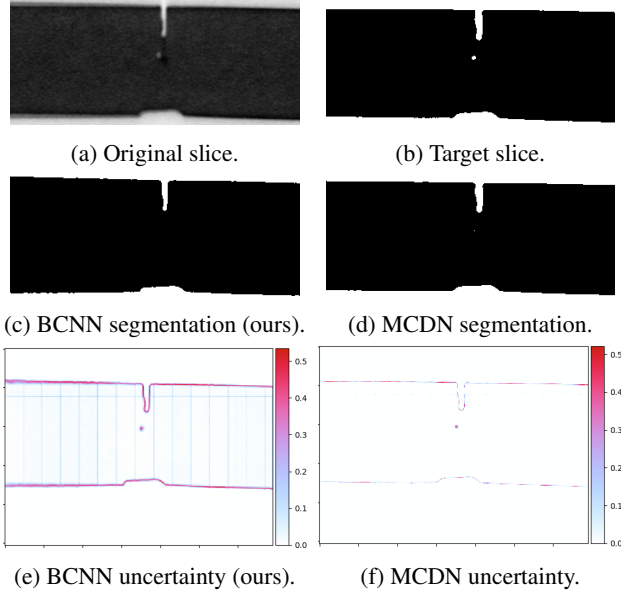 (a) Original slice.
(b) Target slice.
(c) BCNN segmentation (ours).
(d) MCDN segmentation.
0.5
0.4
0.3
0.2
0.1
0.0
0.5
0.4
0.3
0.2
0.1
0.0
(e) BCNN uncertainty (ours).
(f) MCDN uncertainty.